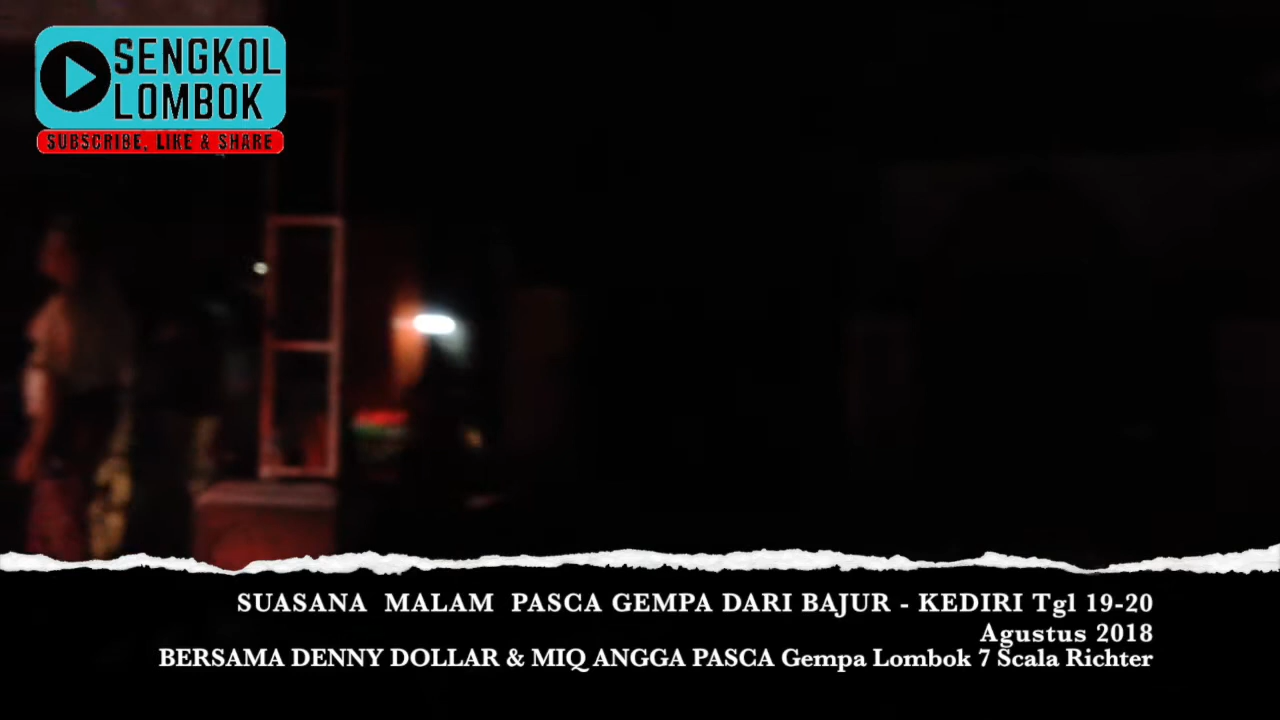 SENGKOL
LOMBOK
SUBSCRIBE, LIKE & SHARE
SUASANA MALAM PASCA GEMPA DARI BAJUR - KEDIRI Tgl 19-20
Agustus 2018
BERSAMA DENNY DOLLAR & MIQ ANGGA PASCA Gempa Lombok 7 Scala Richter